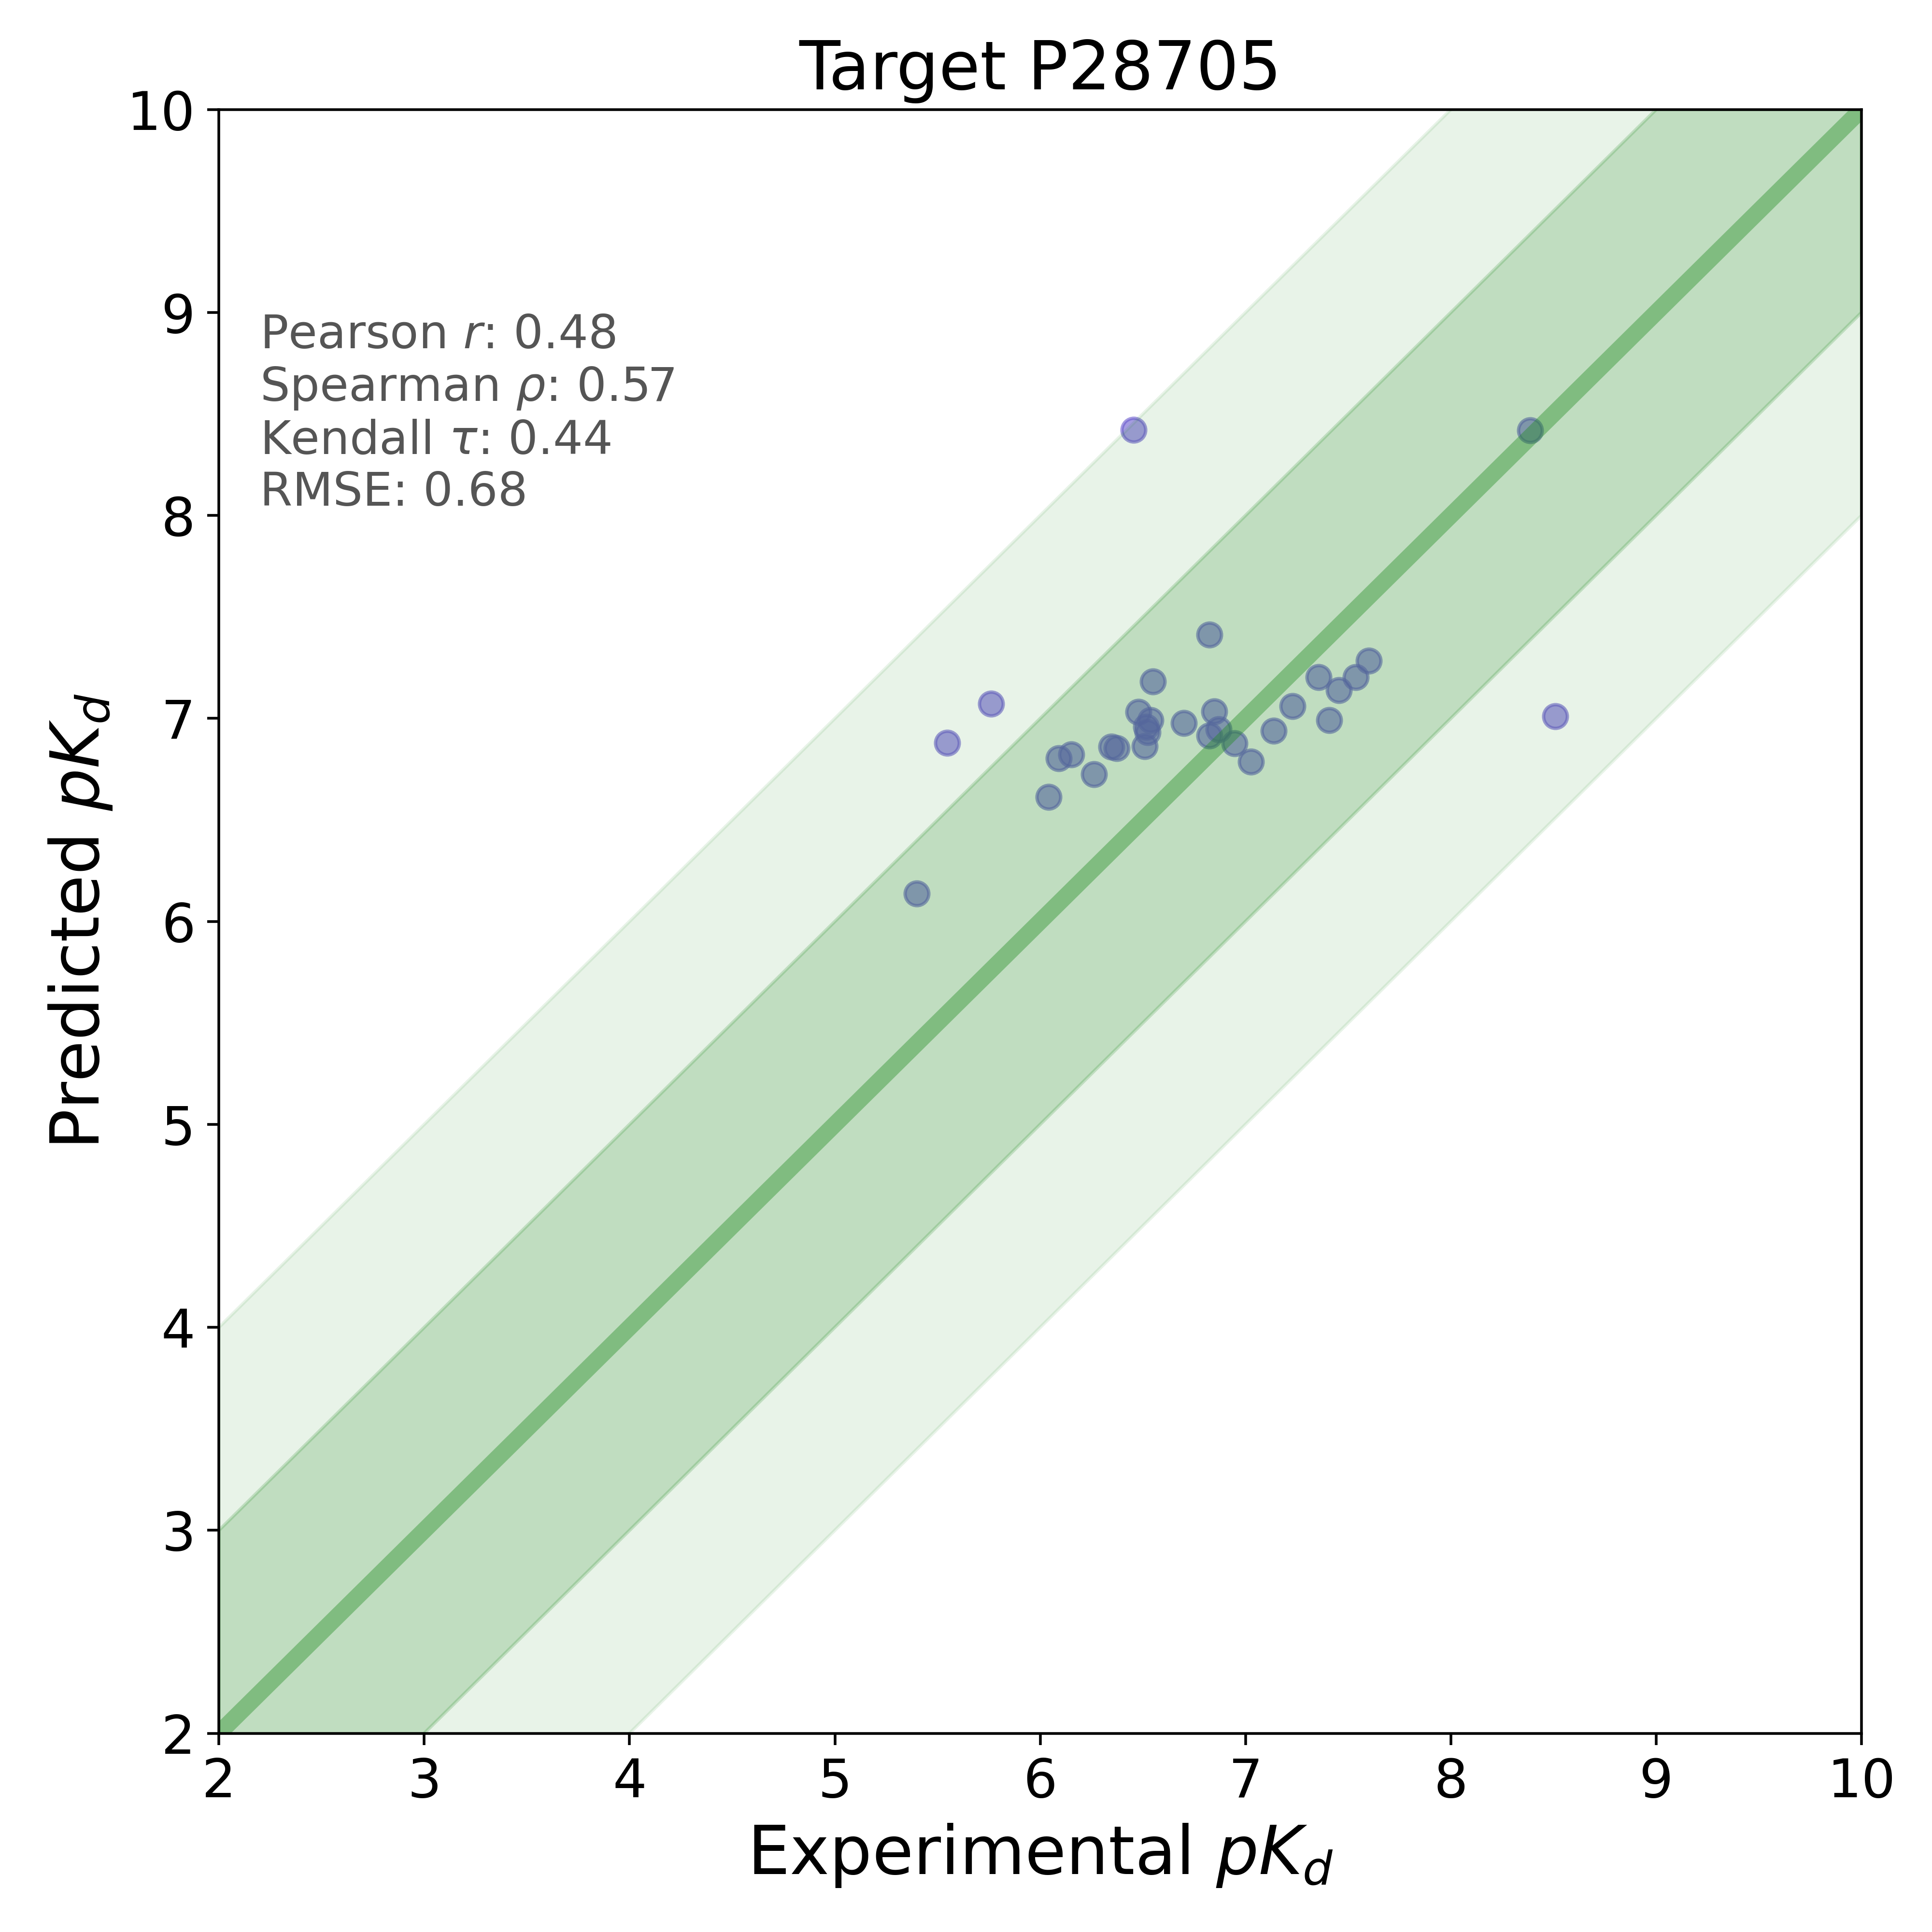 Target P28705
10
9
8
7
6
5
4
3
2
Predicted pK_d
Pearson r: 0.48
Spearman ρ: 0.57
Kendall τ: 0.44
RMSE: 0.68
2 3 4 5 6 7 8 9 10
Experimental pK_d